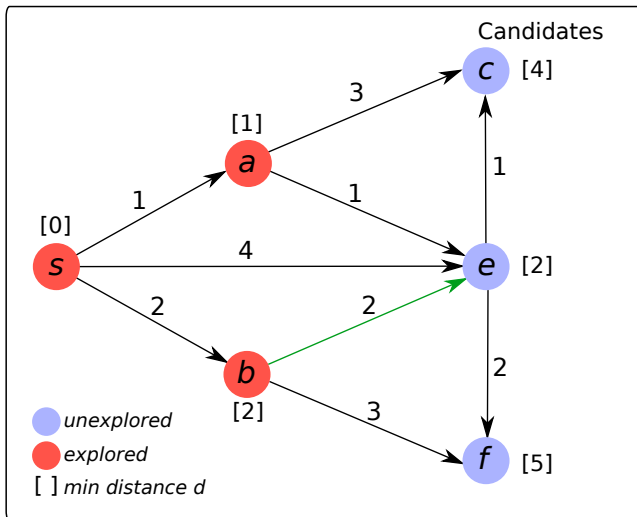 Candidates
c [4]
3
[1]
a
1
1
1
[0]
s
4
e [2]
2
2
2
b
[2]
3
f [5]
unexplored
explored
[ ] min distance d